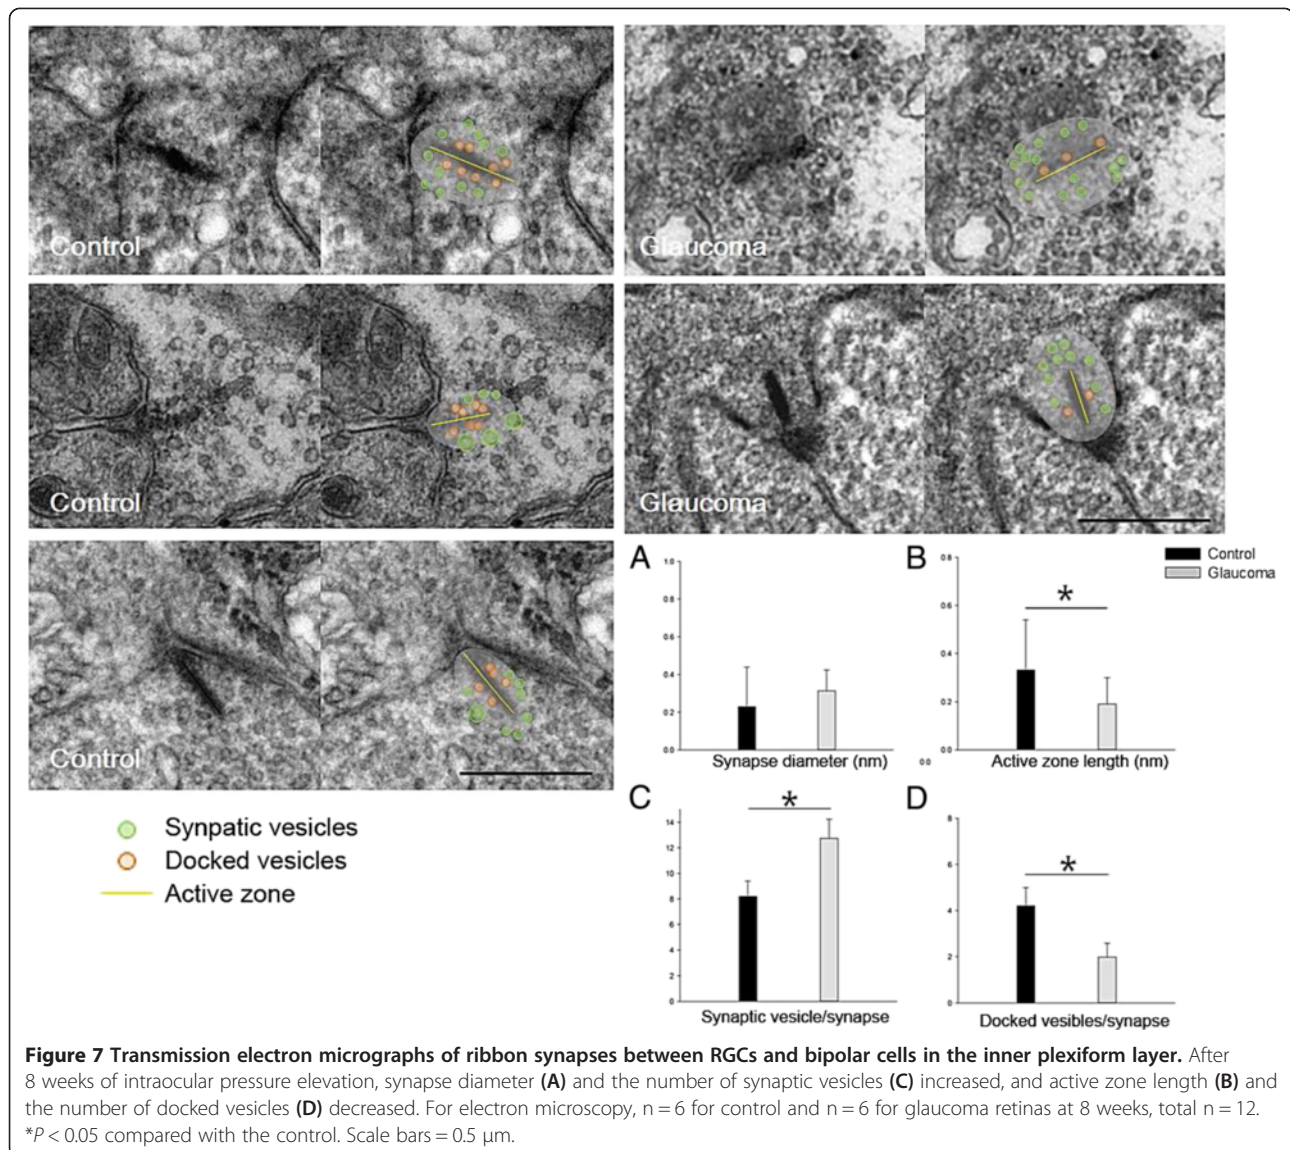 Control
Glaucoma
Control
Glaucoma
Control
Synpatic vesicles
Docked vesicles
Active zone
A
1.0
0.8
0.6
0.4
0.2
0.0
Synapse diameter (nm)
B
Control
Glaucoma
0.8
0.6
*
0.4
0.2
0.0
0.0
Active zone length (nm)
C
14
12
10
8
6
4
2
0
*
Synaptic vesicle/synapse
D
8
6
4
2
0
*
Docked vesibles/synapse
Figure 7 Transmission electron micrographs of ribbon synapses between RGCs and bipolar cells in the inner plexiform layer. After
8 weeks of intraocular pressure elevation, synapse diameter (A) and the number of synaptic vesicles (C) increased, and active zone length (B) and
the number of docked vesicles (D) decreased. For electron microscopy, n = 6 for control and n = 6 for glaucoma retinas at 8 weeks, total n = 12.
*P < 0.05 compared with the control. Scale bars = 0.5 μm.